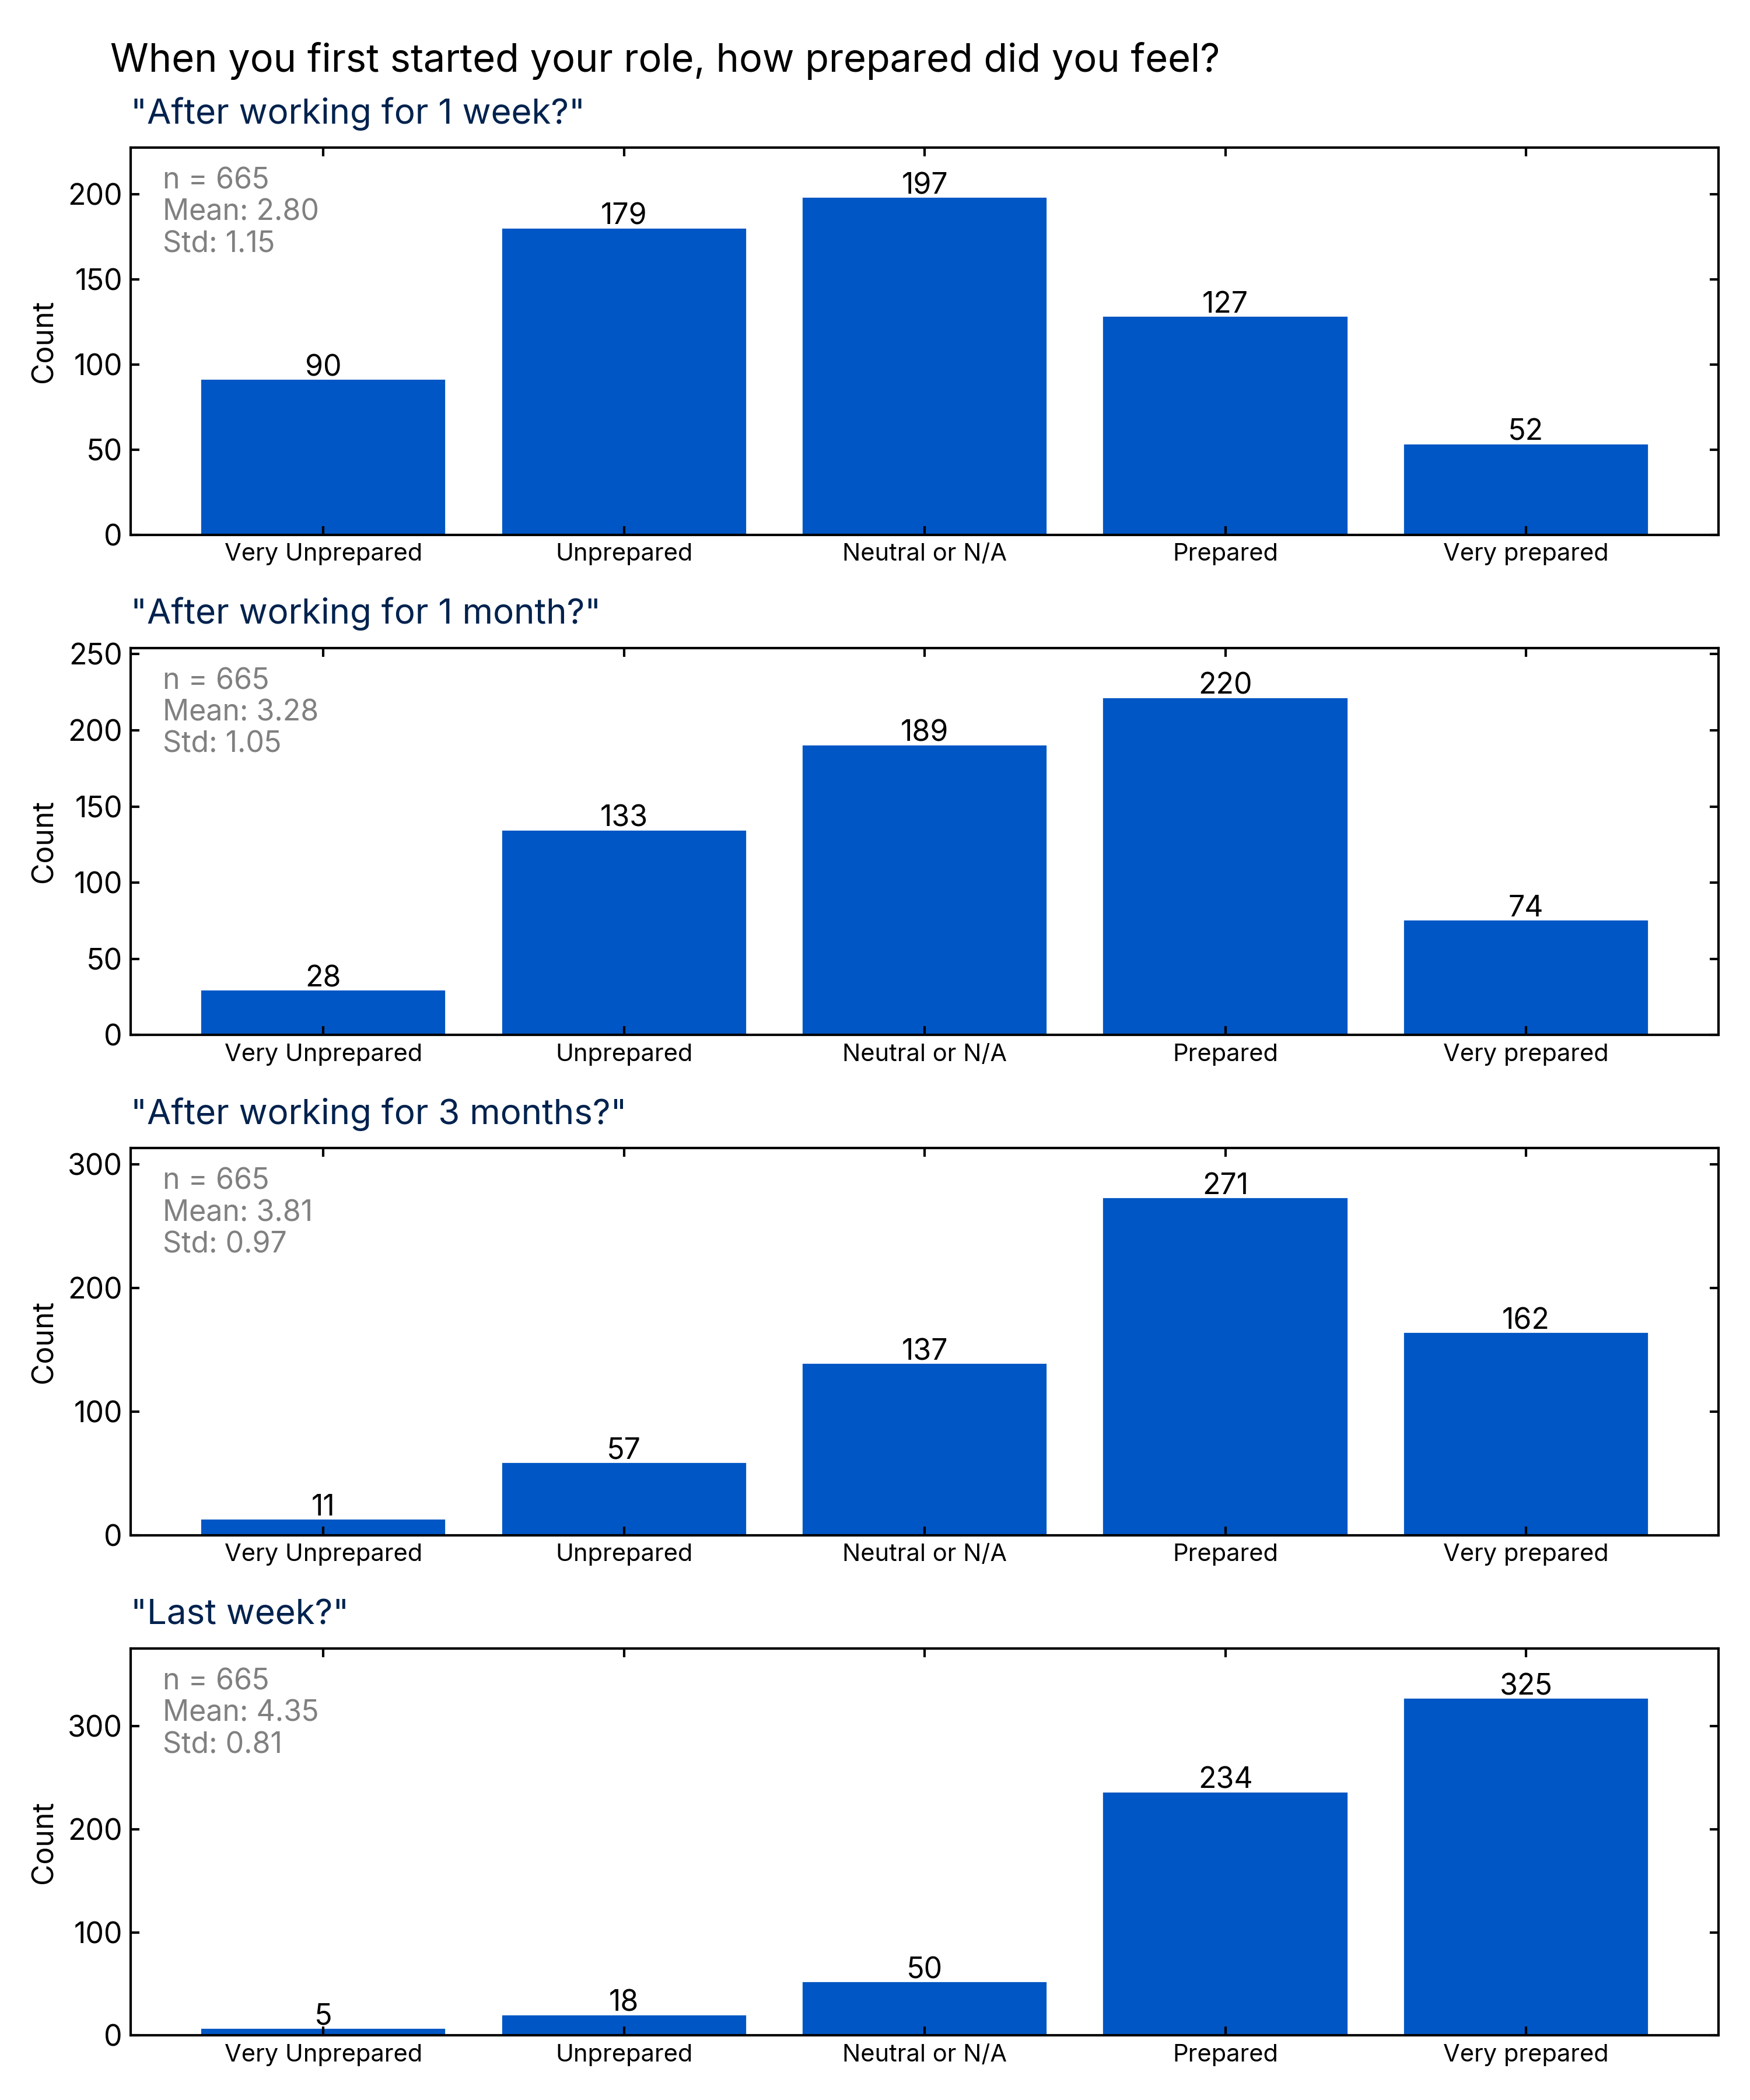 When you first started your role, how prepared did you feel?
"After working for 1 week?"
n = 665
Mean: 2.80
Std: 1.15
Count
200
150
100
50
0
90
179
197
127
52
Very Unprepared Unprepared Neutral or N/A Prepared Very prepared
"After working for 1 month?"
n = 665
Mean: 3.28
Std: 1.05
Count
250
200
150
100
50
0
28
133
189
220
74
Very Unprepared Unprepared Neutral or N/A Prepared Very prepared
"After working for 3 months?"
n = 665
Mean: 3.81
Std: 0.97
Count
300
200
100
0
11
57
137
271
162
Very Unprepared Unprepared Neutral or N/A Prepared Very prepared
"Last week?"
n = 665
Mean: 4.35
Std: 0.81
Count
300
200
100
0
5
18
50
234
325
Very Unprepared Unprepared Neutral or N/A Prepared Very prepared